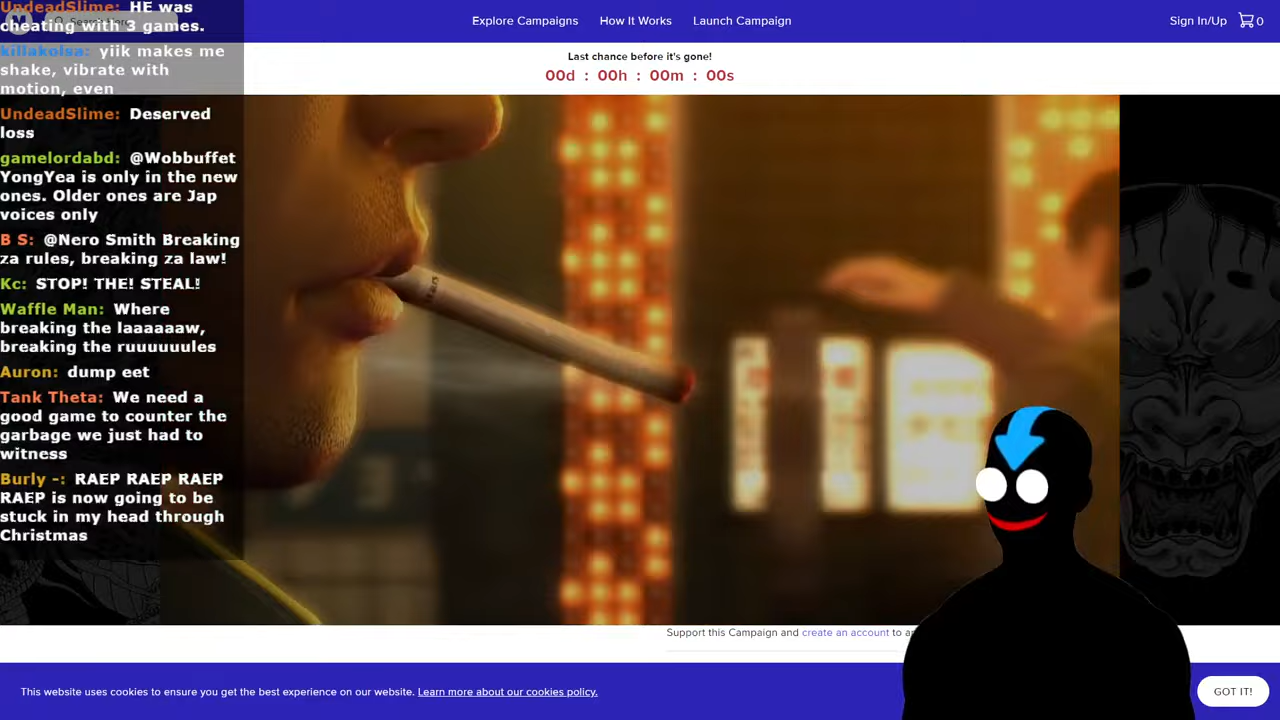 UndeadSlime: HE was
cheating with 3 games.
killakolsa: yiik makes me
shake, vibrate with
motion, even
UndeadSlime: Deserved
loss
gamelordabd: @Wobbuffet
YongYea is only in the new
ones. Older ones are Jap
voices only
B S: @Nero Smith Breaking
za rules, breaking za law!
Kc: STOP! THE! STEAL!
Waffle Man: Where
breaking the laaaaaaw,
breaking the ruuuuuules
Auron: dump eet
Tank Theta: We need a
good game to counter the
garbage we just had to
witness
Burly -: RAEP RAEP RAEP
RAEP is now going to be
stuck in my head through
Christmas
Explore Campaigns How It Works Launch Campaign
Sign In/Up 0
Last chance before it's gone!
00d : 00h : 00m : 00s
Support this Campaign and create an account to
This website uses cookies to ensure you get the best experience on our website. Learn more about our cookies policy.
GOT IT!